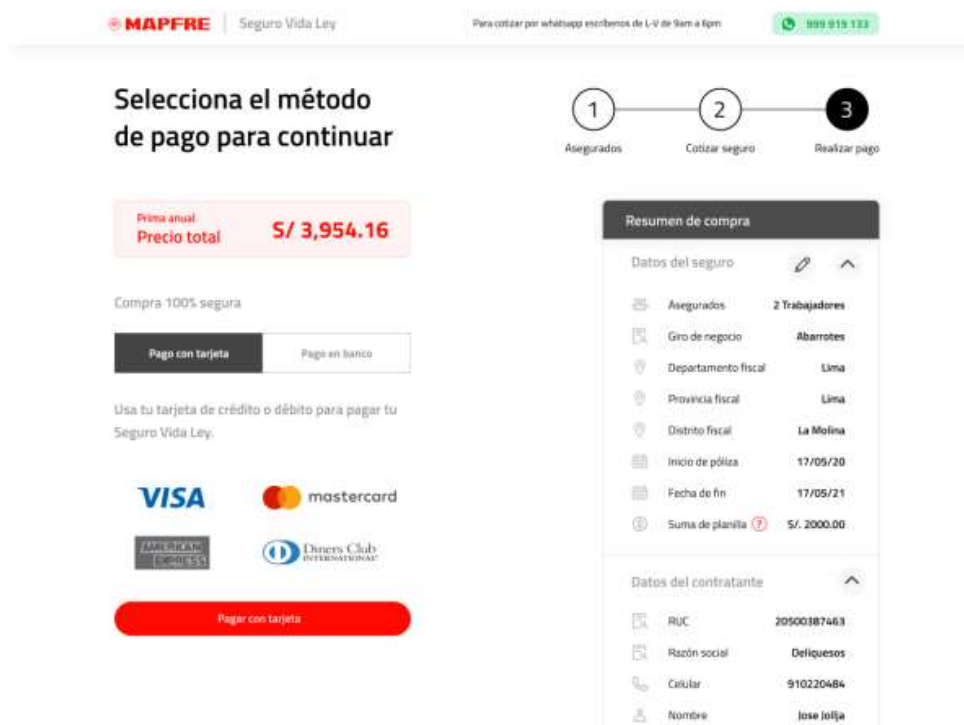 MAPFRE
Seguro Vida Ley
Para cotizar por whatsapp escríbenos de L-V de 9am a 6pm
999 919 133
Selecciona el método
de pago para continuar
1
2
3
Asegurados
Cotizar seguro
Realizar pago
Prima anual
Precio total
S/ 3,954.16
Compra 100% segura
Pago con tarjeta
Pago en banco
Usa tu tarjeta de crédito o débito para pagar tu
Seguro Vida Ley.
VISA
mastercard
AMERICAN
EXPRESS
Diners Club
INTERNATIONAL
Pagar con tarjeta
Resumen de compra
Datos del seguro
Asegurados 2 Trabajadores
Giro de negocio Abarrotes
Departamento fiscal Lima
Provincia fiscal Lima
Distrito fiscal La Molina
Inicio de póliza 17/05/20
Fecha de fin 17/05/21
Suma de planilla ? S/. 2000.00
Datos del contratante
RUC 20500387463
Razón social Deliquesos
Celular 910220484
Nombre Jose Jollja